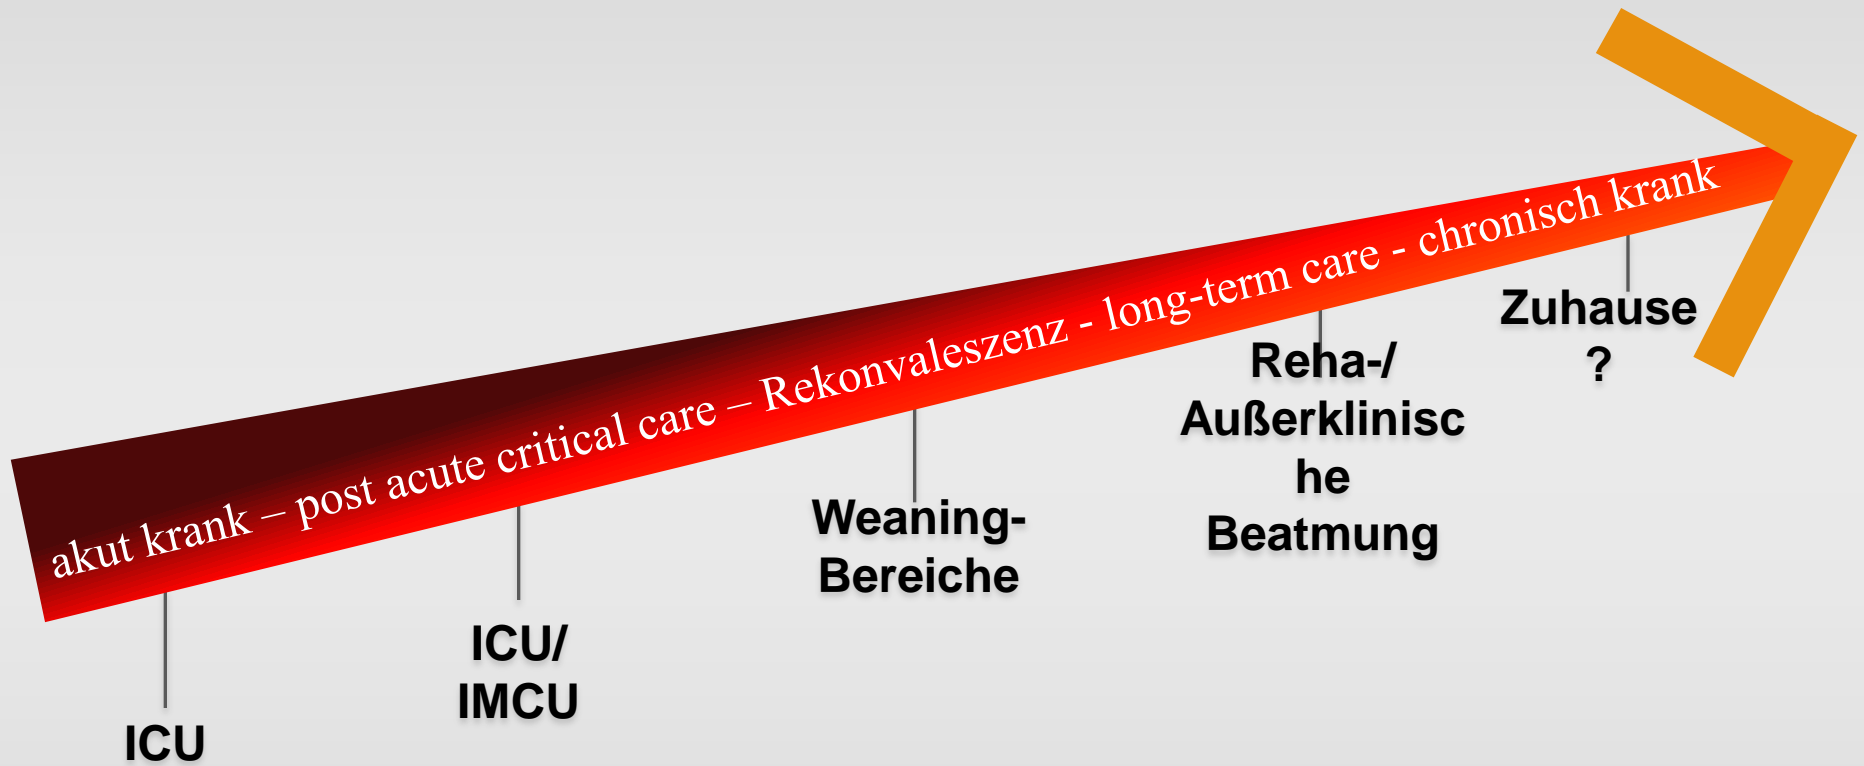 akut krank – post acute critical care – Rekonvaleszenz - long-term care - chronisch krank
ICU
ICU/
IMCU
Weaning-
Bereiche
Reha-/
Außerklinisc
he
Beatmung
Zuhause
?